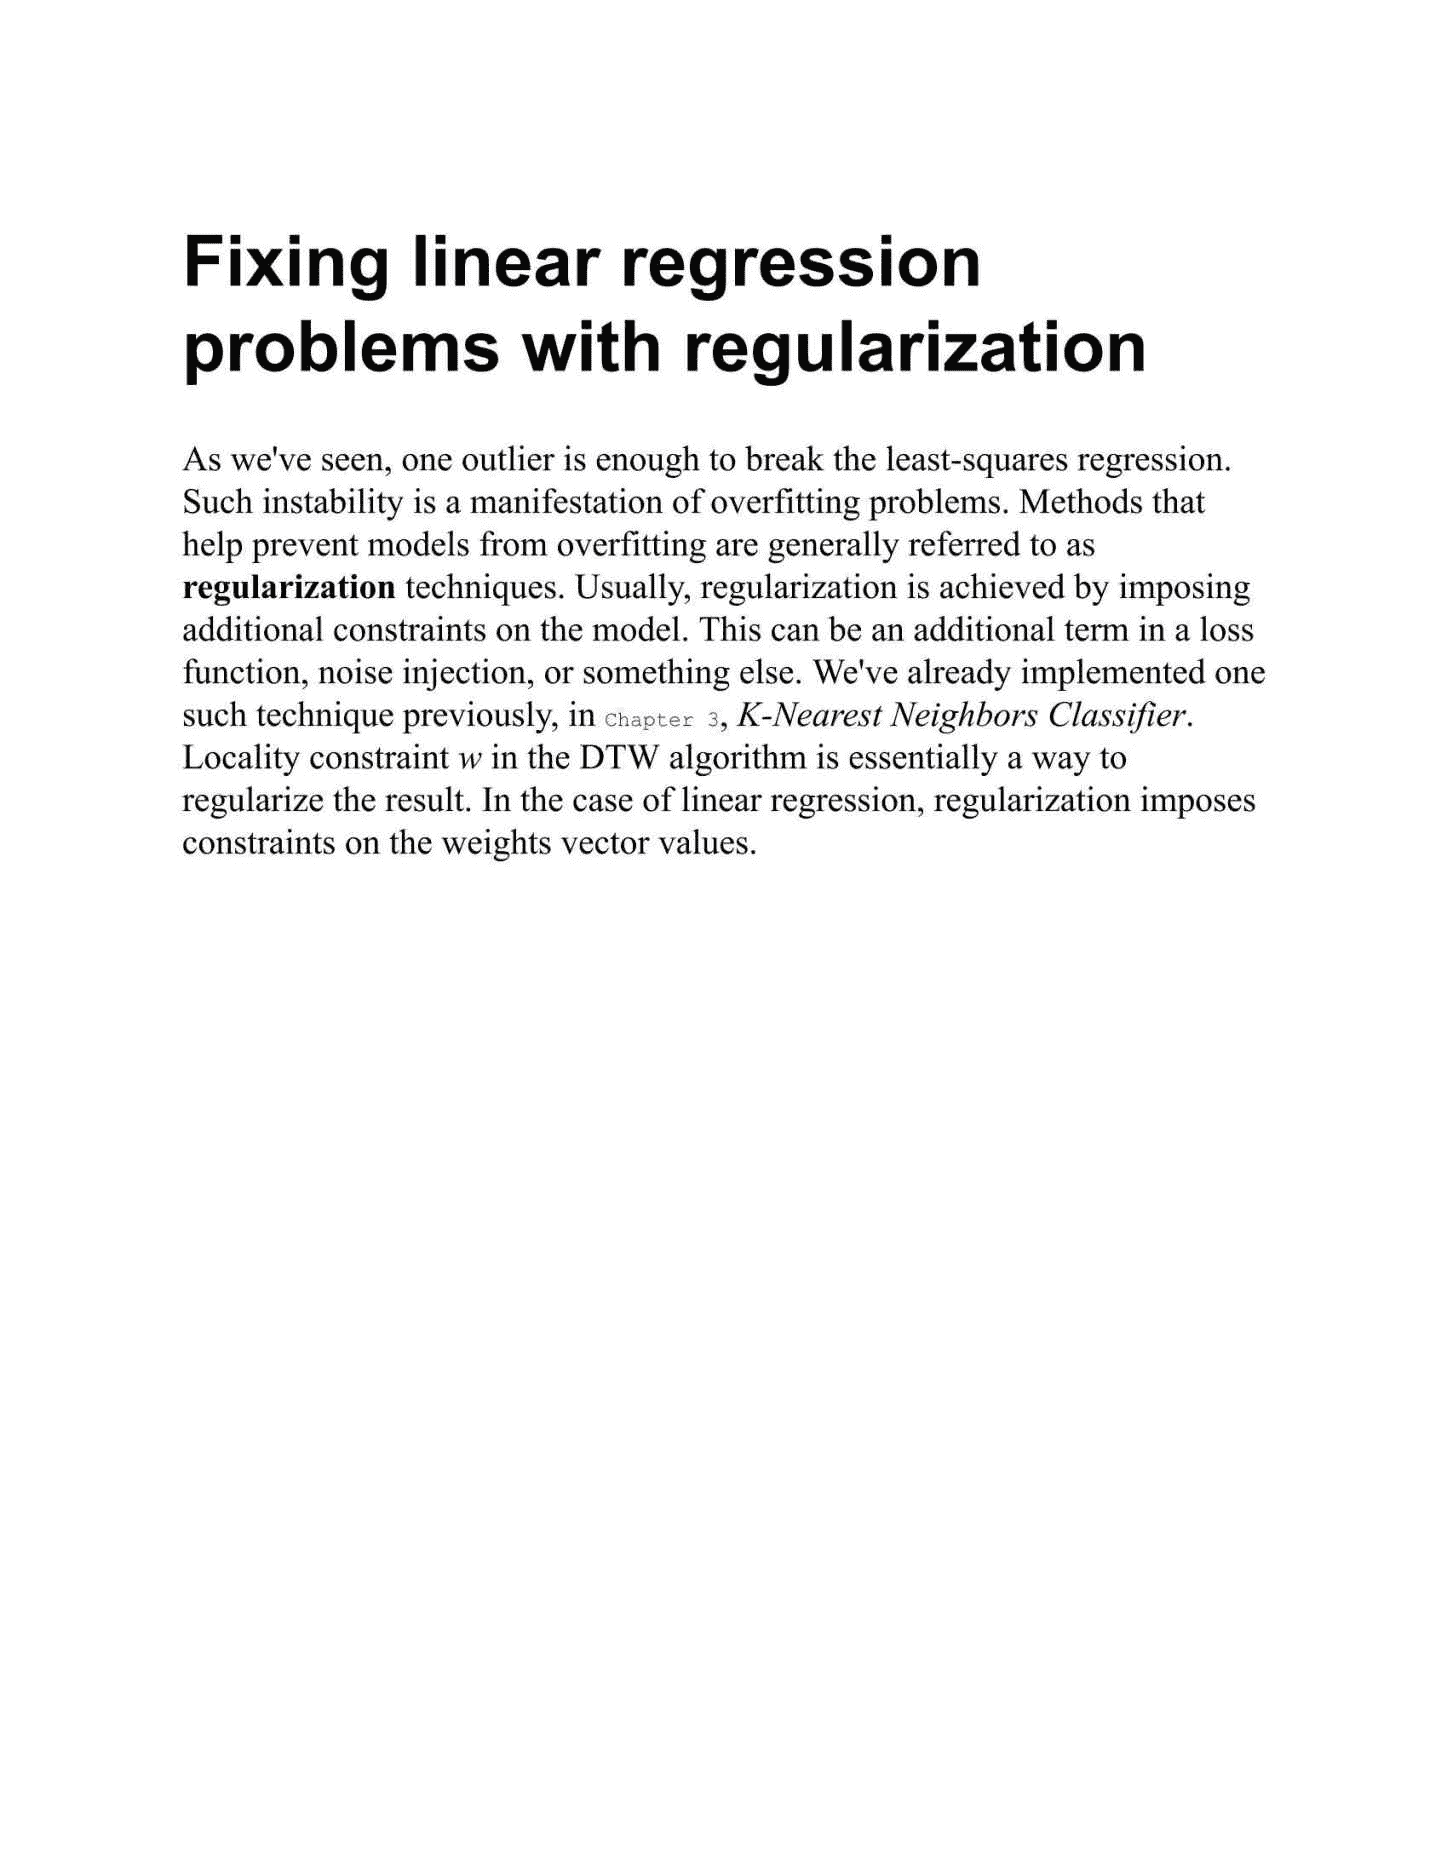 Fixing linear regression
problems with regularization
As we've seen, one outlier is enough to break the least-squares regression.
Such instability is a manifestation of overfitting problems. Methods that
help prevent models from overfitting are generally referred to as
regularization techniques. Usually, regularization is achieved by imposing
additional constraints on the model. This can be an additional term in a loss
function, noise injection, or something else. We've already implemented one
such technique previously, in Chapter 3, K-Nearest Neighbors Classifier.
Locality constraint w in the DTW algorithm is essentially a way to
regularize the result. In the case of linear regression, regularization imposes
constraints on the weights vector values.